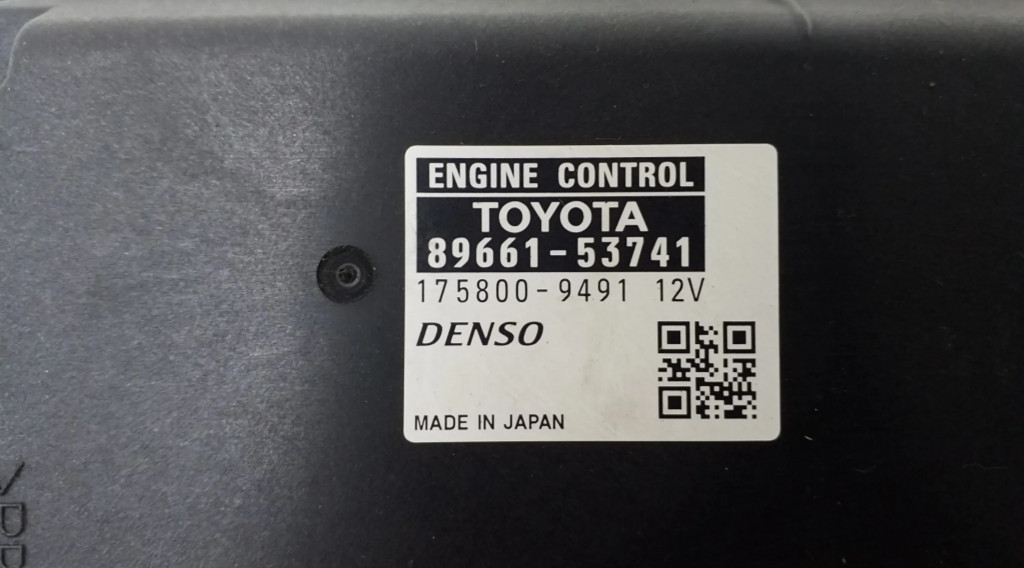 ENGINE CONTROL
TOYOTA
89661-53741
175800-9491 12V
DENSO
MADE IN JAPAN